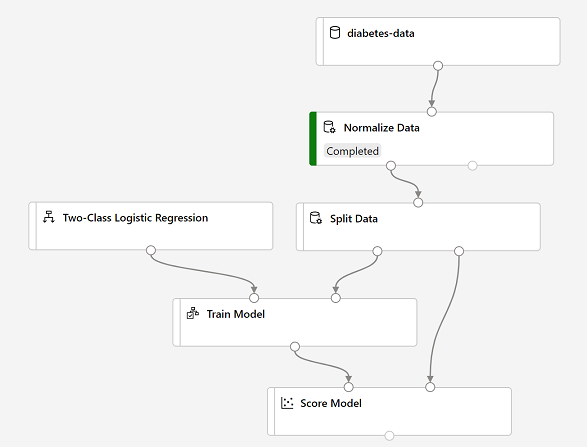 diabetes-data
Normalize Data
Completed
Two-Class Logistic Regression
Split Data
Train Model
Score Model